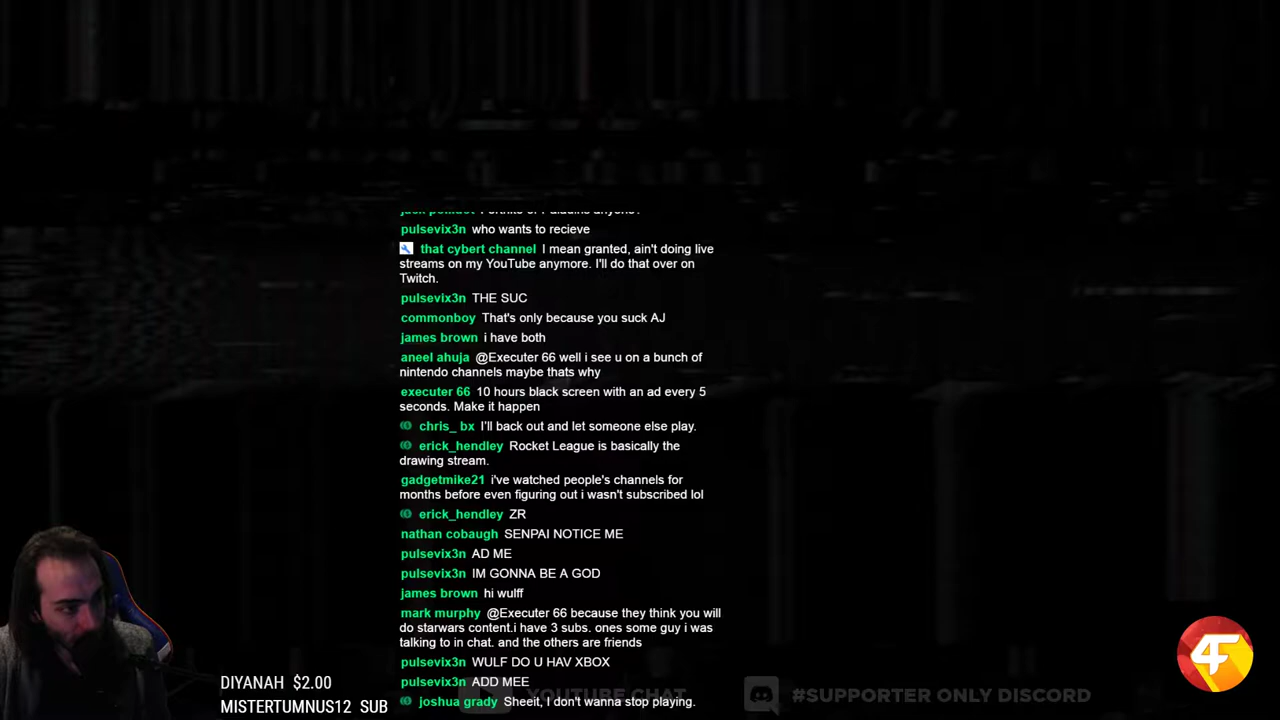 pulsevix3n who wants to recieve
that cybert channel I mean granted, ain't doing live
streams on my YouTube anymore. I'll do that over on
Twitch.
pulsevix3n THE SUC
commonboy That's only because you suck AJ
james brown i have both
aneel ahuja @Executer 66 well i see u on a bunch of
nintendo channels maybe thats why
executer 66 10 hours black screen with an ad every 5
seconds. Make it happen
chris_ bx I'll back out and let someone else play.
erick_hendley Rocket League is basically the
drawing stream.
gadgetmike21 i've watched people's channels for
months before even figuring out i wasn't subscribed lol
erick_hendley ZR
nathan cobaugh SENPAI NOTICE ME
pulsevix3n AD ME
pulsevix3n IM GONNA BE A GOD
james brown hi wulff
mark murphy @Executer 66 because they think you will
do starwars content.i have 3 subs. ones some guy i was
talking to in chat. and the others are friends
pulsevix3n WULF DO U HAV XBOX
pulsevix3n ADD MEE
joshua grady Sheeit, I don't wanna stop playing.
YOUTUBE CHAT
#SUPPORTER ONLY DISCORD
DIYANAH $2.00
MISTERTUMNUS12 SUB
4F